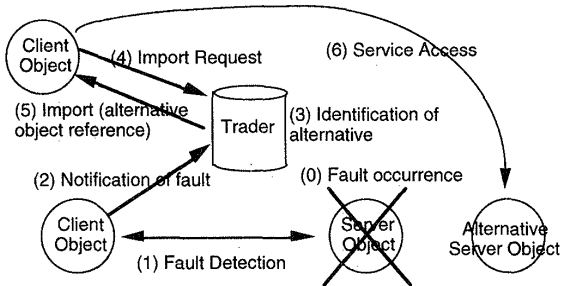 Client
Object
(4) Import Request
(6) Service Access
(5) Import (alternative
object reference)
Trader
(3) Identification of
alternative
(2) Notification of fault
(0) Fault occurrence
Client
Object
Server
Object
Alternative
Server Object
(1) Fault Detection